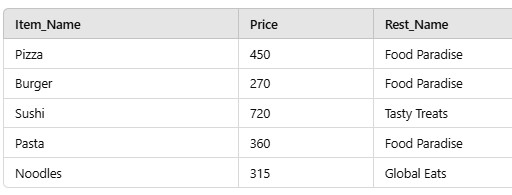 Item_Name Price Rest_Name
Pizza 450 Food Paradise
Burger 270 Food Paradise
Sushi 720 Tasty Treats
Pasta 360 Food Paradise
Noodles 315 Global Eats